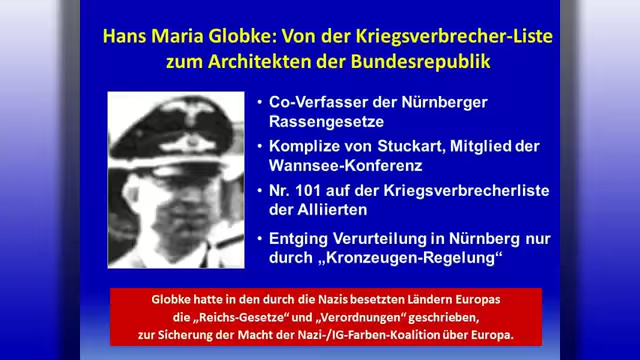 Hans Maria Globke: Von der Kriegsverbrecher-Liste
zum Architekten der Bundesrepublik
• Co-Verfasser der Nürnberger
Rassengesetze
• Komplize von Stuckart, Mitglied der
Wannsee-Konferenz
• Nr. 101 auf der Kriegsverbrecherliste
der Alliierten
• Entging Verurteilung in Nürnberg nur
durch „Kronzeugen-Regelung“
Globke hatte in den durch die Nazis besetzten Ländern Europas
die „Reichs-Gesetze“ und „Verordnungen“ geschrieben,
zur Sicherung der Macht der Nazi-/IG-Farben-Koalition über Europa.